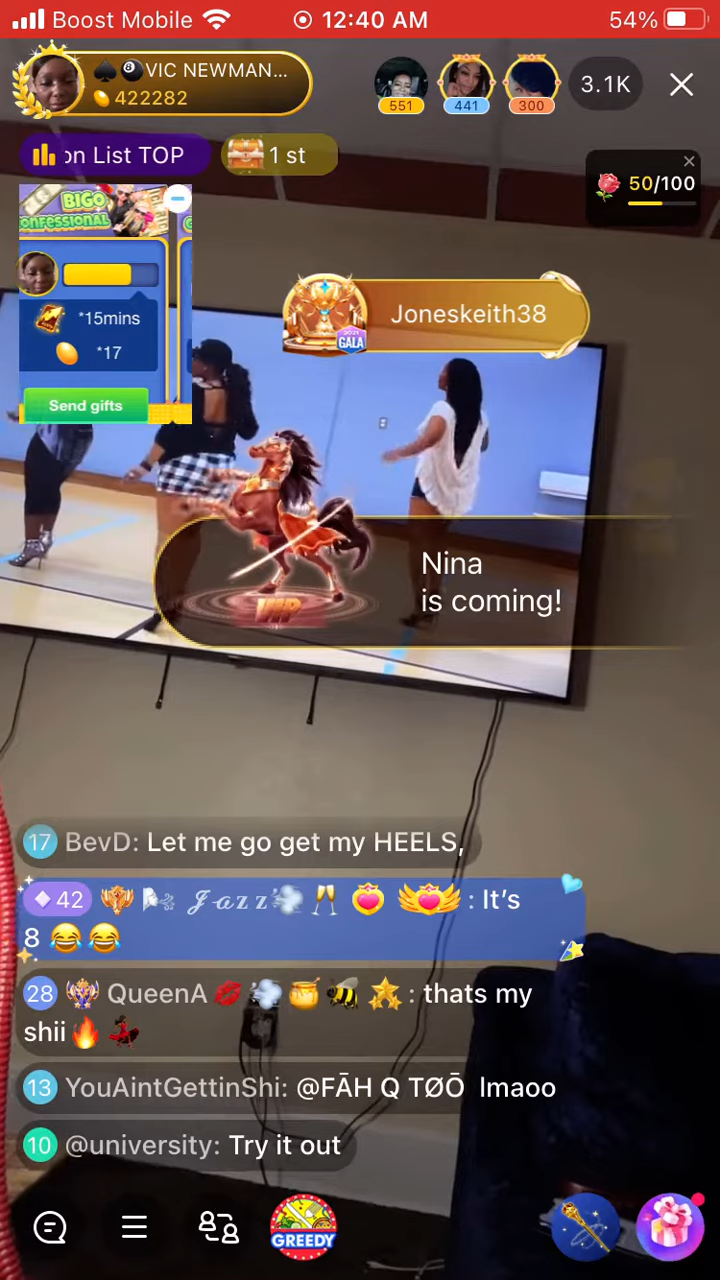 Boost Mobile 12:40 AM 54%
VIC NEWMAN...
422282
551 441 300 3.1K
on List TOP 1 st
50/100
BIGO
ONFESSIONAL
*15mins
*17
Send gifts
2021
GALA
Joneskeith38
VIP
Nina
is coming!
17 BevD: Let me go get my HEELS,
42 𝒥𝒶𝓏𝓏 : It’s
8 😂😂
28 QueenA💋💨🍯🐝 : thats my
shii🔥💃
13 YouAintGettinShi: @FĀH Q TØŌ lmaoo
10 @university: Try it out
GREEDY